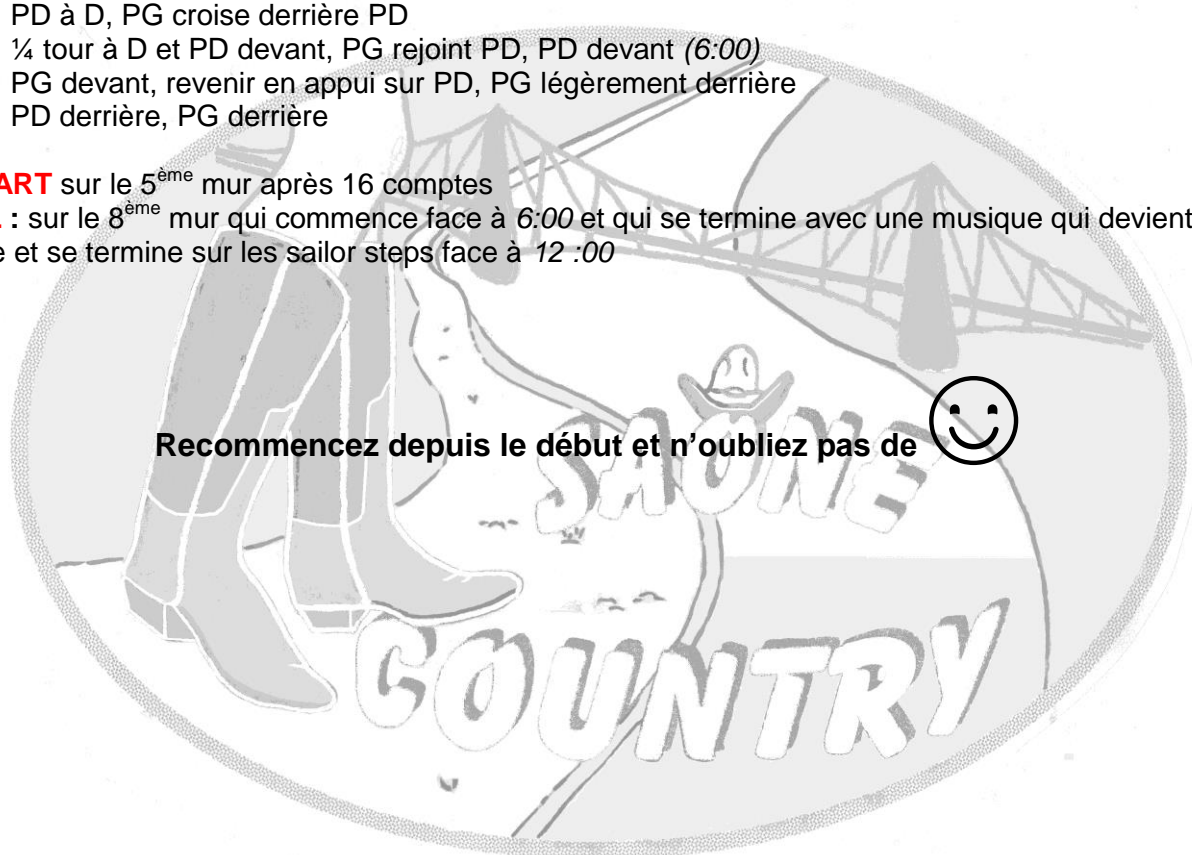 PD à D, PG croise derrière PD
¼ tour à D et PD devant, PG rejoint PD, PD devant (6:00)
PG devant, revenir en appui sur PD, PG légèrement derrière
PD derrière, PG derrière
ART sur le 5ème mur après 16 comptes
: sur le 8ème mur qui commence face à 6:00 et qui se termine avec une musique qui devient
e et se termine sur les sailor steps face à 12 :00
Recommencez depuis le début et n’oubliez pas de
SAONE
COUNTRY